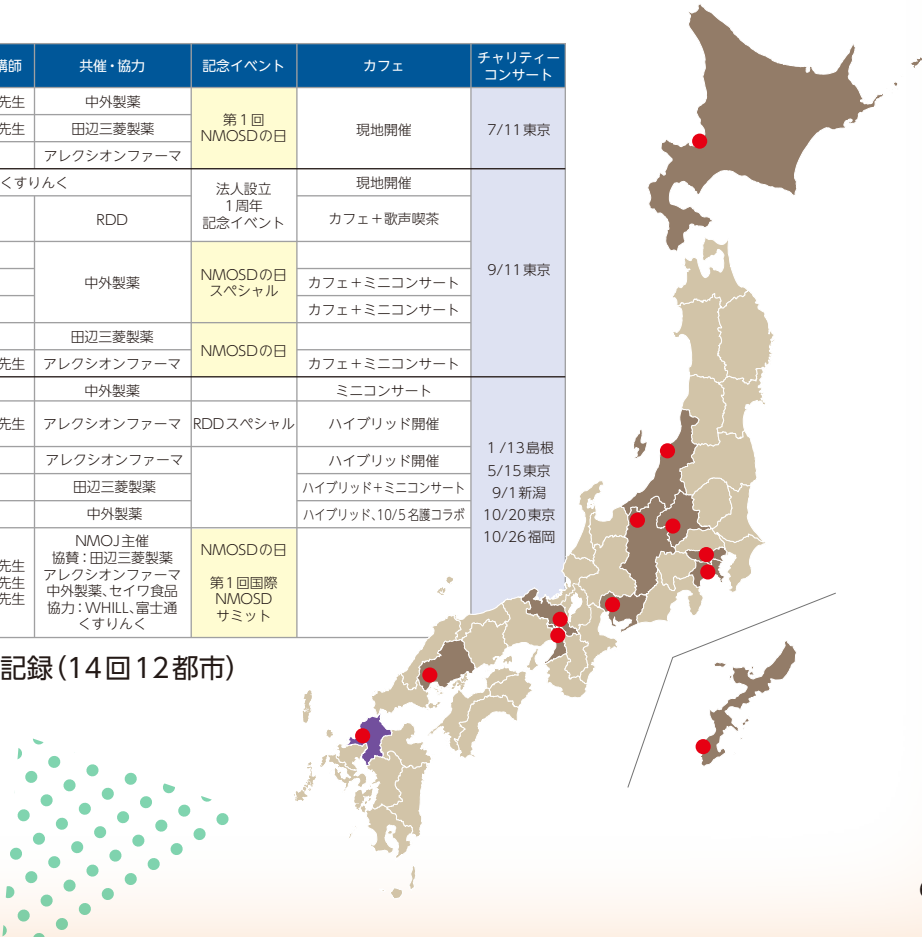 講師 共催・協力 記念イベント カフェ チャリティー
コンサート
先生 中外製薬 第1回
NMOSDの日 現地開催 7/11東京
先生 田辺三菱製薬
アレクシオンファーマ
くすりんく 法人設立
1周年
記念イベント 現地開催 9/11東京
RDD カフェ+歌声喫茶
中外製薬 NMOSDの日
スペシャル
カフェ+ミニコンサート
カフェ+ミニコンサート
田辺三菱製薬 NMOSDの日
先生 アレクシオンファーマ カフェ+ミニコンサート
中外製薬 ミニコンサート
先生 アレクシオンファーマ RDDスペシャル ハイブリッド開催
アレクシオンファーマ ハイブリッド開催
田辺三菱製薬 ハイブリッド+ミニコンサート
中外製薬 ハイブリッド、10/5名護コラボ
1/13島根
5/15東京
9/1新潟
10/20東京
10/26福岡
先生
先生
先生
NMOJ主催
協賛:田辺三菱製薬
アレクシオンファーマ
中外製薬、セイワ食品
協力:WHILL、富士通
くすりんく
NMOSDの日
第1回国際
NMOSD
サミット
記録(14回12都市)